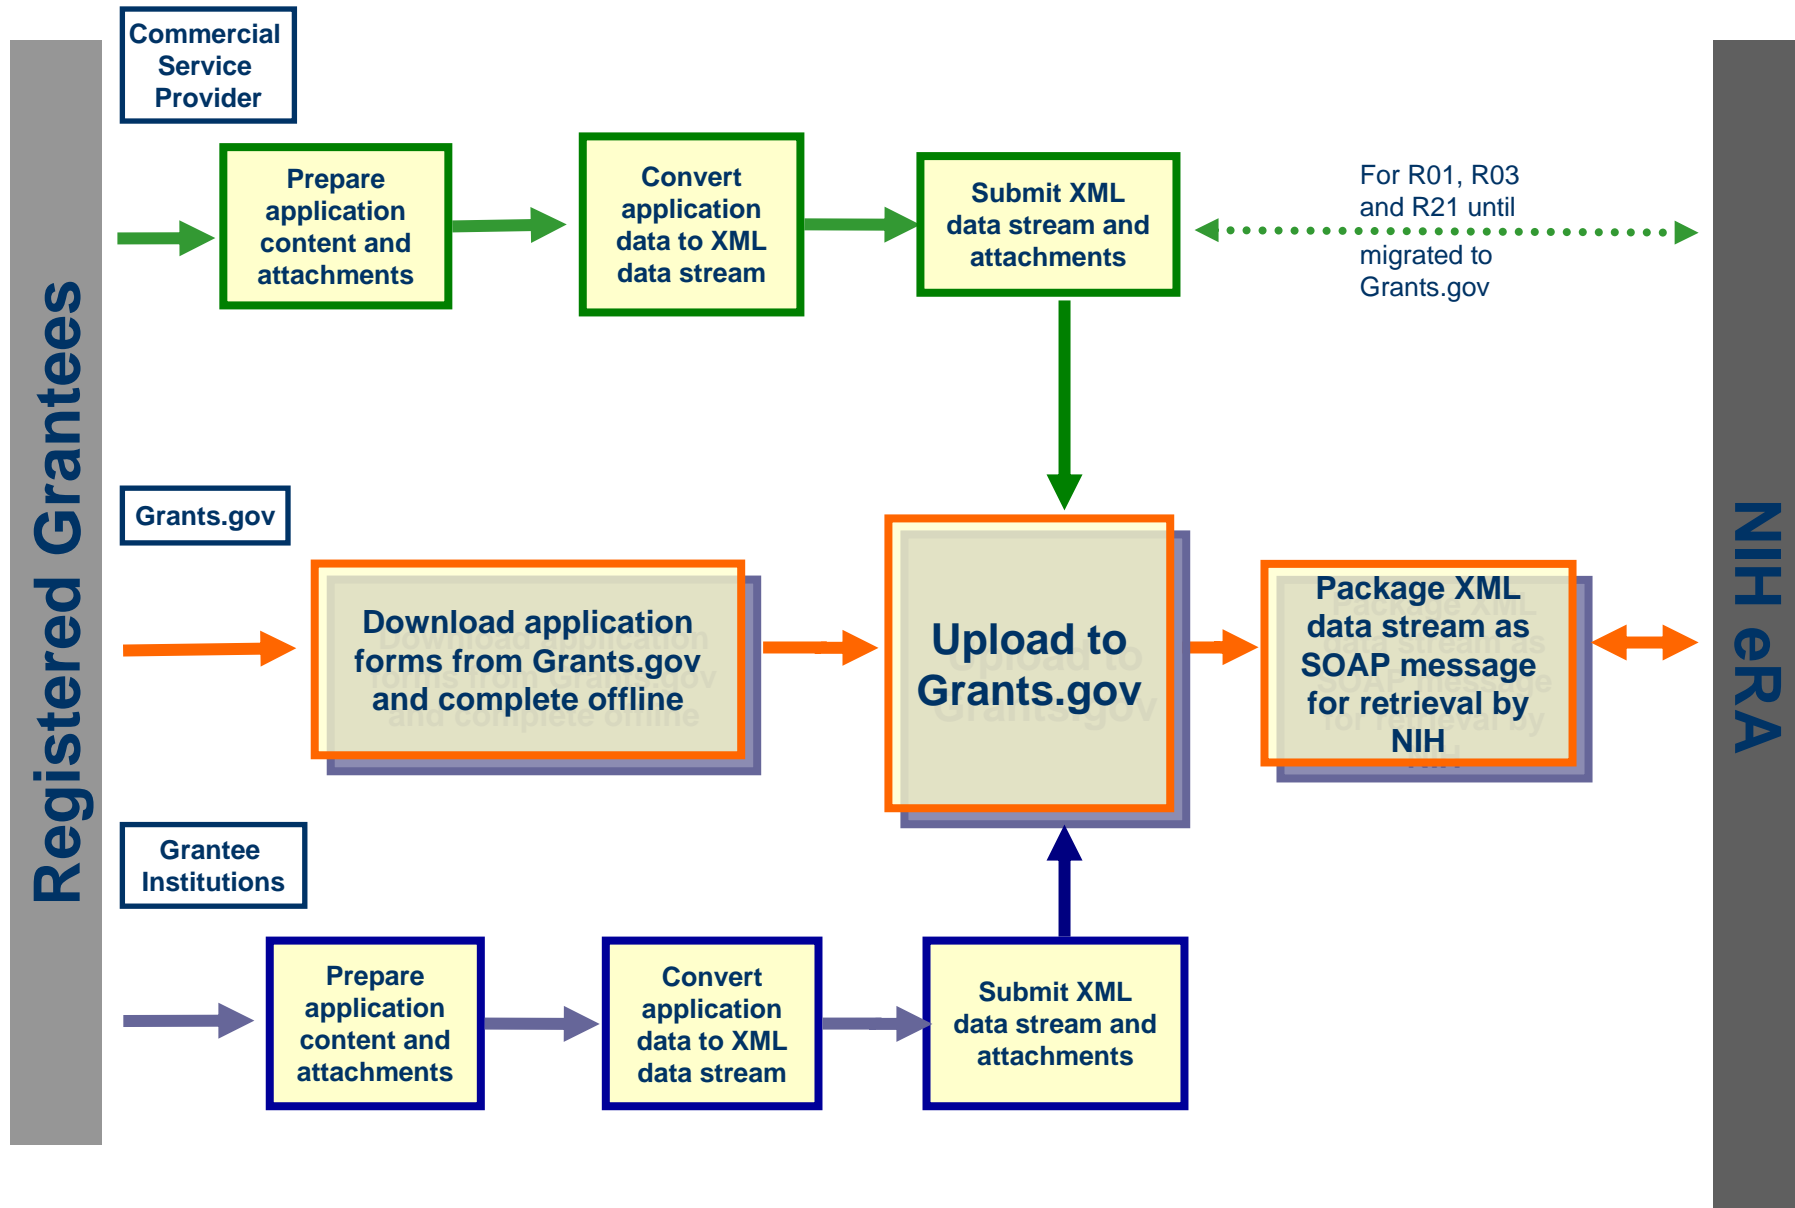 Registered Grantees
Commercial
Service
Provider
Prepare
application
content and
attachments
Convert
application
data to XML
data stream
Submit XML
data stream and
attachments
For R01, R03
and R21 until
migrated to
Grants.gov
Grants.gov
Download application
forms from Grants.gov
and complete offline
Upload to
Grants.gov
Package XML
data stream as
SOAP message
for retrieval by
NIH
Grantee
Institutions
Prepare
application
content and
attachments
Convert
application
data to XML
data stream
Submit XML
data stream and
attachments
NIH eRA